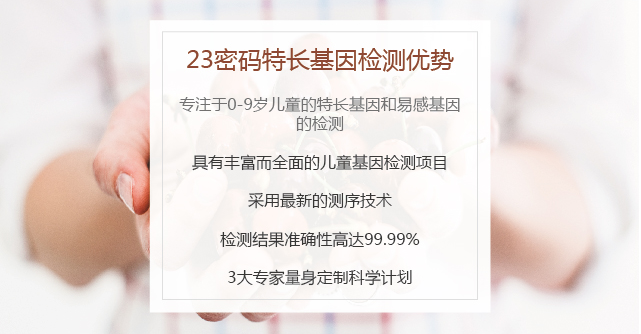 23密码特长基因检测优势
专注于0-9岁儿童的特长基因和易感基因
的检测
具有丰富而全面的儿童基因检测项目
采用最新的测序技术
检测结果准确性高达99.99%
3大专家量身定制科学计划